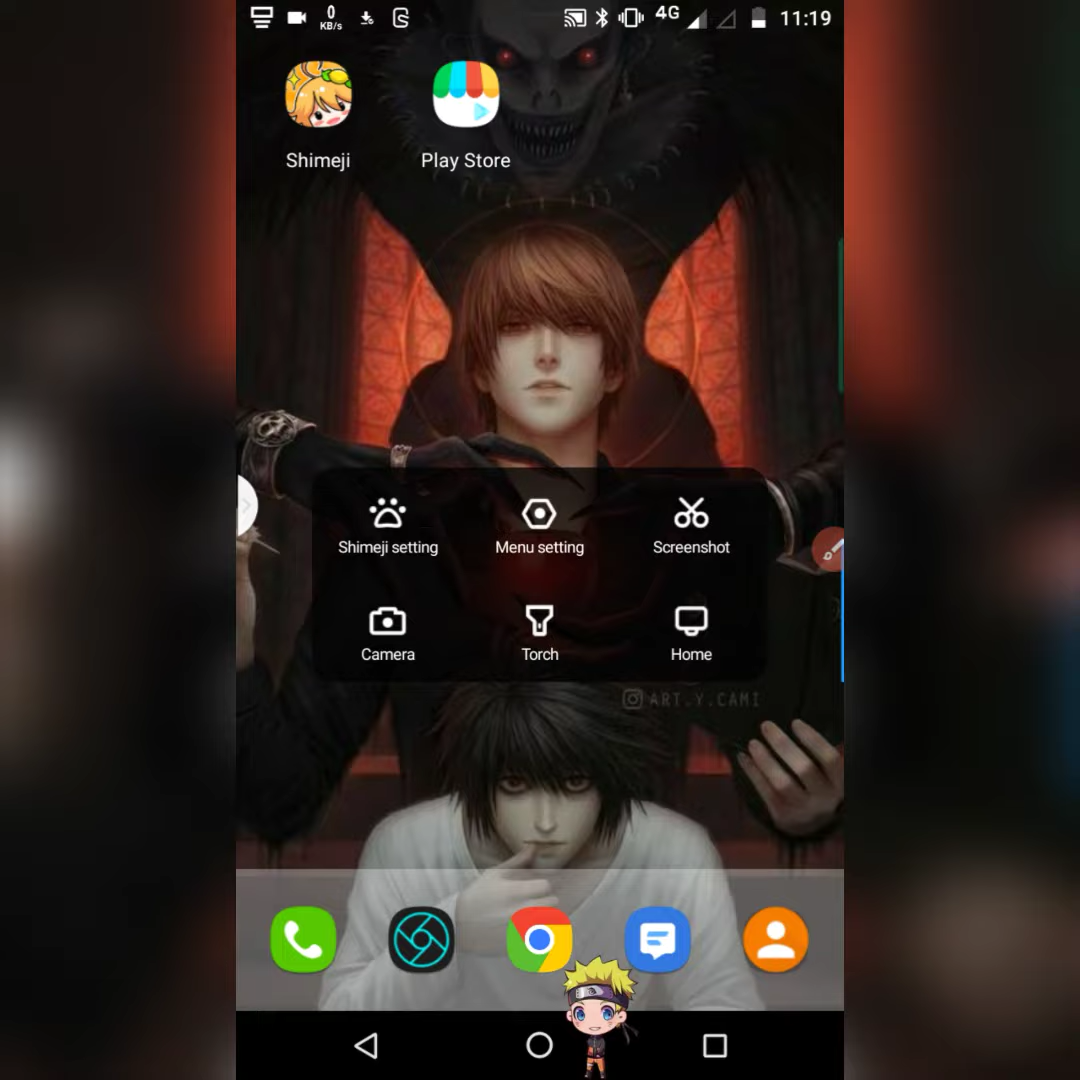 0
KB/s
4G
11:19
Shimeji
Play Store
Shimeji setting
Menu setting
Screenshot
Camera
Torch
Home
ART.Y.CAMI